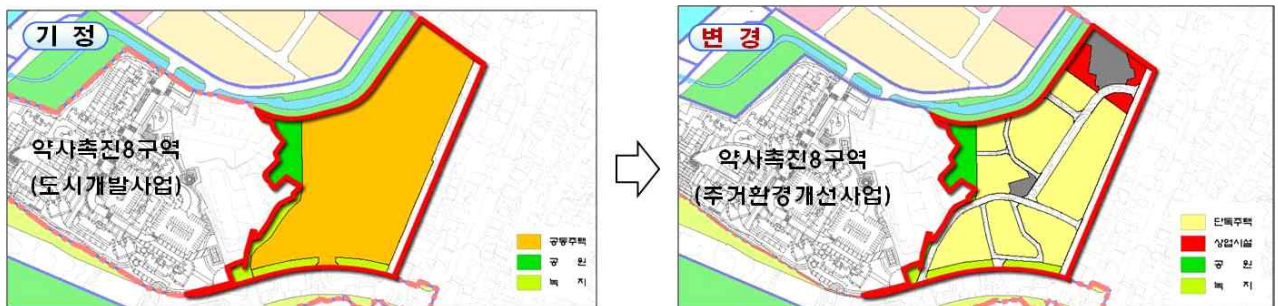 기 정
약사촉진8구역
(도시개발사업)
공동주택
공 원
녹 지
변 경
약사촉진8구역
(주거환경개선사업)
단독주택
상업시설
공 원
녹 지